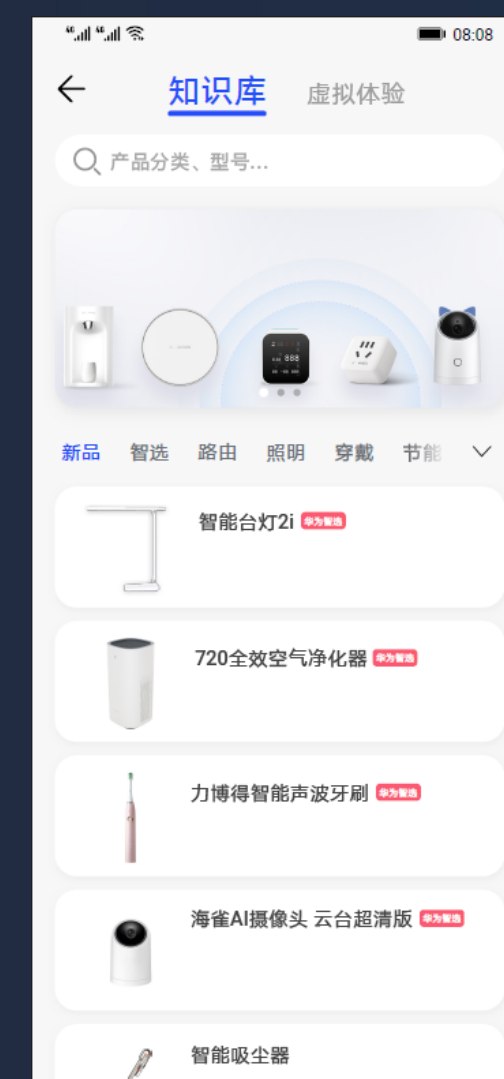 08:08
知识库 虚拟体验
产品分类、型号...
888
新品 智选 路由 照明 穿戴 节能
智能台灯2i 华为智选
720全效空气净化器 华为智选
力博得智能声波牙刷 华为智选
海雀AI摄像头 云台超清版 华为智选
智能吸尘器